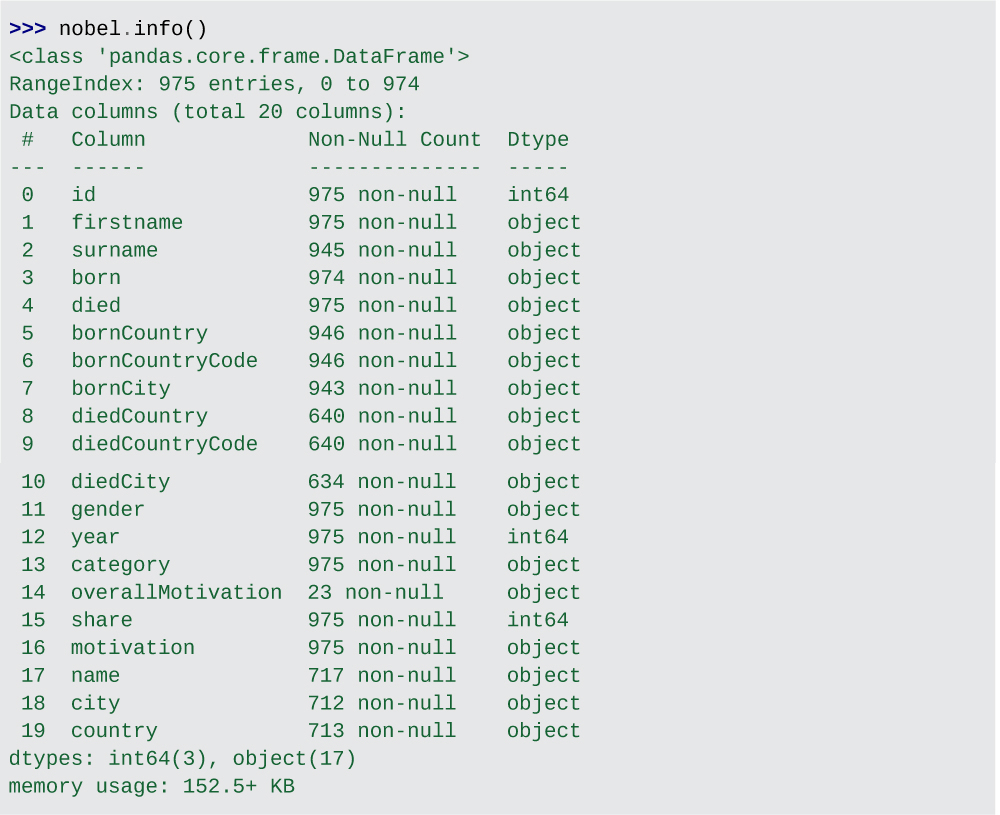 >>> nobel.info()
<class 'pandas.core.frame.DataFrame'>
RangeIndex: 975 entries, 0 to 974
Data columns (total 20 columns):
 #   Column             Non-Null Count  Dtype
---  ------             --------------  -----
 0   id                 975 non-null    int64
 1   firstname          975 non-null    object
 2   surname            945 non-null    object
 3   born               974 non-null    object
 4   died               975 non-null    object
 5   bornCountry        946 non-null    object
 6   bornCountryCode    946 non-null    object
 7   bornCity           943 non-null    object
 8   diedCountry        640 non-null    object
 9   diedCountryCode    640 non-null    object
 10  diedCity           634 non-null    object
 11  gender             975 non-null    object
 12  year               975 non-null    int64
 13  category           975 non-null    object
 14  overallMotivation  23 non-null     object
 15  share              975 non-null    int64
 16  motivation         975 non-null    object
 17  name               717 non-null    object
 18  city               712 non-null    object
 19  country            713 non-null    object
dtypes: int64(3), object(17)
memory usage: 152.5+ KB